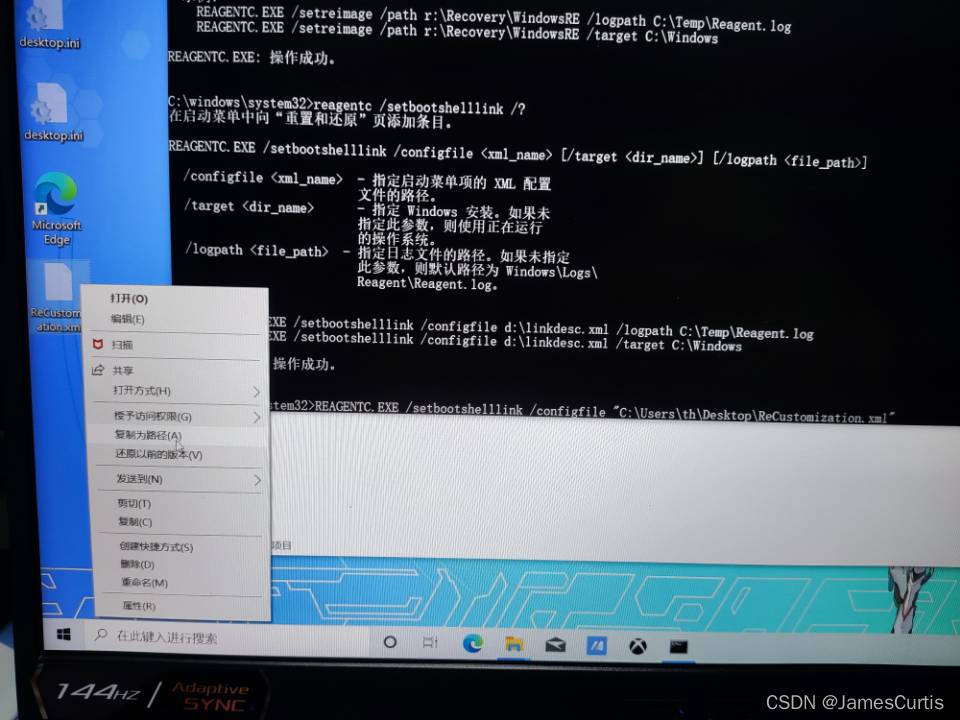 REAGENTC.EXE /setreimage /path r:\Recovery\WindowsRE /logpath C:\Temp\Reagent.log
REAGENTC.EXE /setreimage /path r:\Recovery\WindowsRE /target C:\Windows
REAGENTC.EXE: 操作成功。
C:\windows\system32>reagentc /setbootshelllink /?
在启动菜单中向“重置和还原”页添加条目。
REAGENTC.EXE /setbootshelllink /configfile <xml_name> [/target <dir_name>] [/logpath <file_path>]
/configfile <xml_name> - 指定启动菜单项的 XML 配置
文件的路径。
/target <dir_name> - 指定 Windows 安装。如果未
指定此参数，则使用正在运行
的操作系统。
/logpath <file_path> - 指定日志文件的路径。如果未指定
此参数，则默认路径为 Windows\Logs\
Reagent\Reagent.log。
EXE /setbootshelllink /configfile d:\linkdesc.xml /logpath C:\Temp\Reagent.log
EXE /setbootshelllink /configfile d:\linkdesc.xml /target C:\Windows
操作成功。
stem32>REAGENTC.EXE /setbootshelllink /configfile "C:\Users\th\Desktop\ReCustomization.xml"
desktop.ini
desktop.ini
Microsoft
Edge
ReCustom
ation.xml
打开(O)
编辑(E)
扫描
共享
打开方式(H)
授予访问权限(G)
复制为路径(A)
还原以前的版本(V)
发送到(N)
剪切(T)
复制(C)
创建快捷方式(S)
删除(D)
重命名(M)
属性(R)
项目
在此键入进行搜索
144HZ / Adaptive
SYNC
CSDN @JamesCurtis